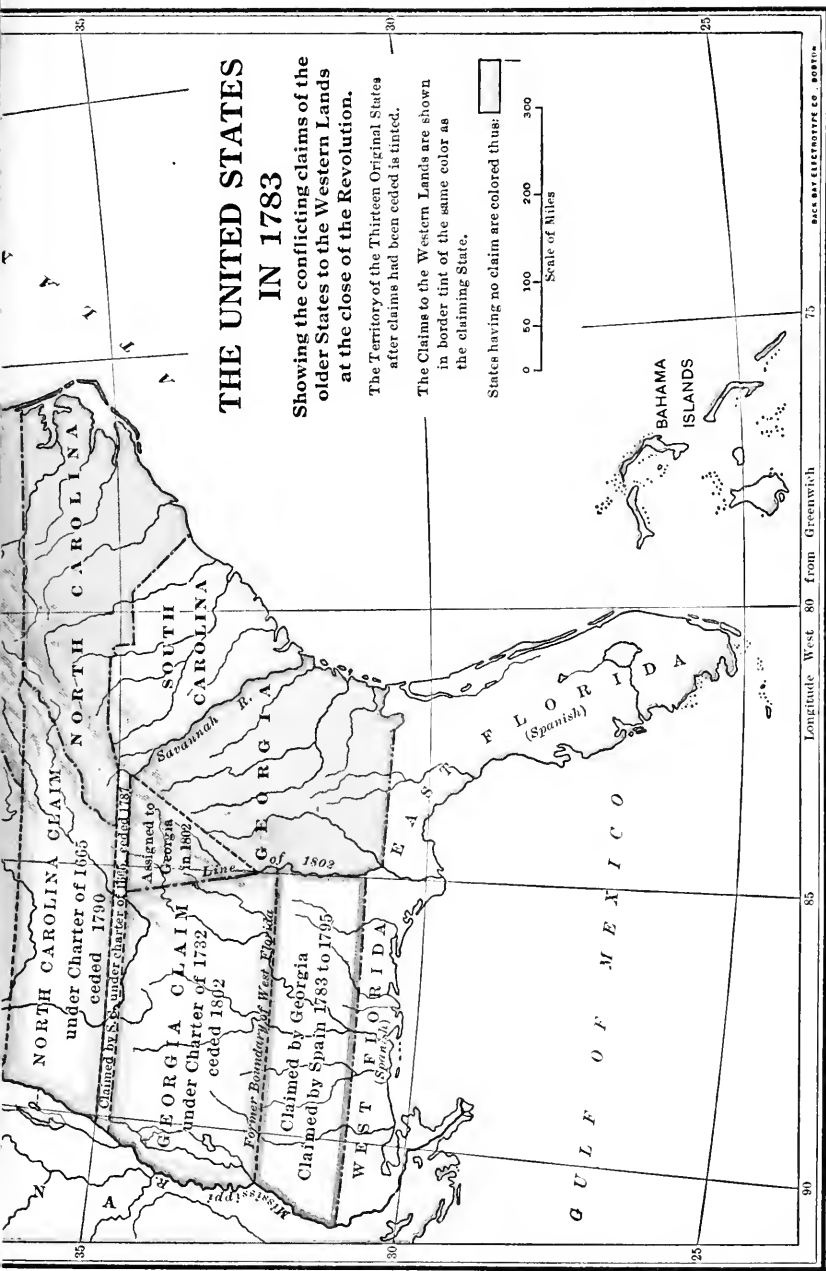 THE UNITED STATES
IN 1783
Showing the conflicting claims of the
older States to the Western Lands
at the close of the Revolution.
The Territory of the Thirteen Original States
after claims had been ceded is tinted.
The Claims to the Western Lands are shown
in border tint of the same color as
the claiming State.
States having no claim are colored thus:
0 50 100 200 300
Scale of Miles
NORTH CAROLINA CLAIM
under Charter of 1665
ceded 1790
NORTH CAROLINA
Claimed by S.C. under charter of 1665, ceded 1787
SOUTH
CAROLINA
Savannah R.
Assigned to
Georgia
in 1802
GEORGIA
Line of 1802
GEORGIA CLAIM
under Charter of 1732
ceded 1802
Former Boundary of West Florida
Claimed by Georgia
Claimed by Spain 1783 to 1795
WEST FLORIDA
(Spanish)
EAST FLORIDA
(Spanish)
Mississippi R.
Z
A
A
GULF OF MEXICO
BAHAMA
ISLANDS
35
30
25
35
30
25
90
85
Longitude West 80 from Greenwich
75
BACK BAY ELECTROTYPE CO., BOSTON